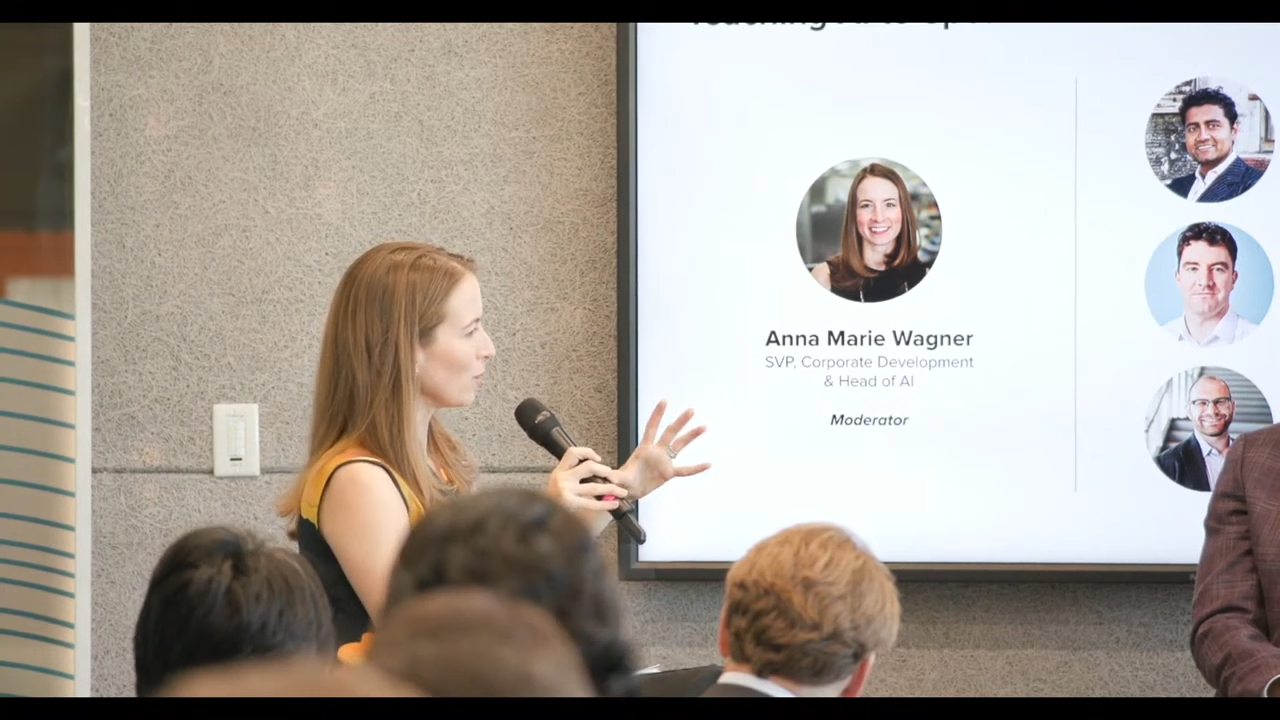 Anna Marie Wagner
SVP, Corporate Development
& Head of AI
Moderator